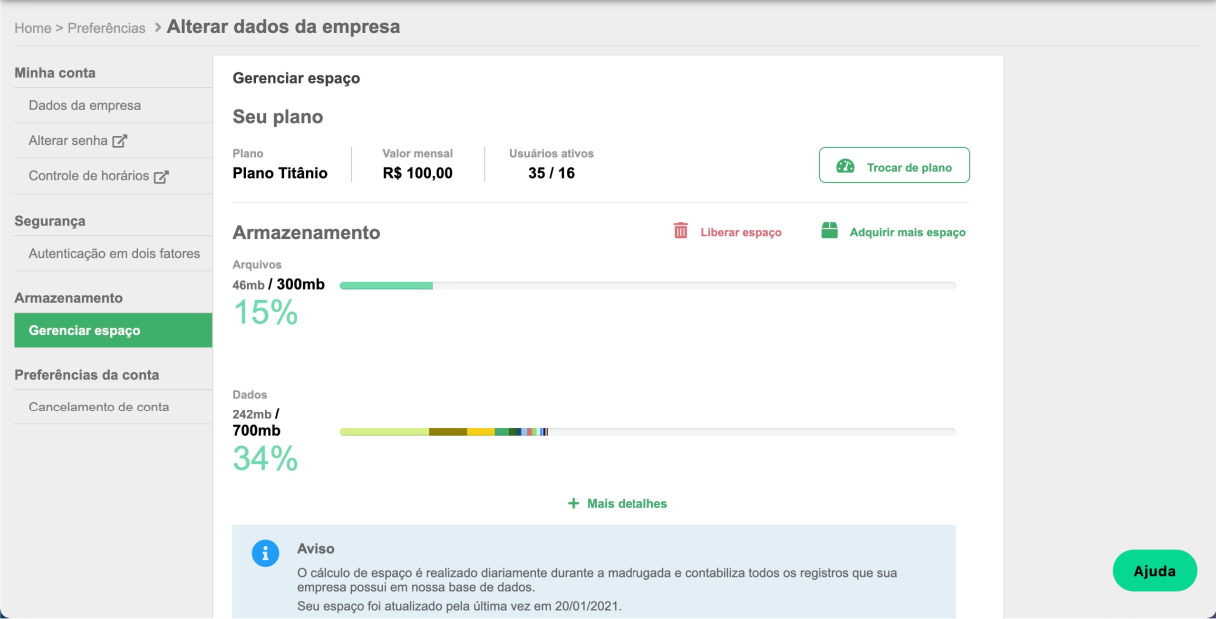 Home > Preferências > Alterar dados da empresa
Minha conta
Dados da empresa
Alterar senha
Controle de horários
Segurança
Autenticação em dois fatores
Armazenamento
Gerenciar espaço
Preferências da conta
Cancelamento de conta
Gerenciar espaço
Seu plano
Plano
Plano Titânio
Valor mensal
R$ 100,00
Usuários ativos
35 / 16
Trocar de plano
Armazenamento
Liberar espaço
Adquirir mais espaço
Arquivos
46mb / 300mb
15%
Dados
242mb /
700mb
34%
+ Mais detalhes
Aviso
O cálculo de espaço é realizado diariamente durante a madrugada e contabiliza todos os registros que sua
empresa possui em nossa base de dados.
Seu espaço foi atualizado pela última vez em 20/01/2021.
Ajuda